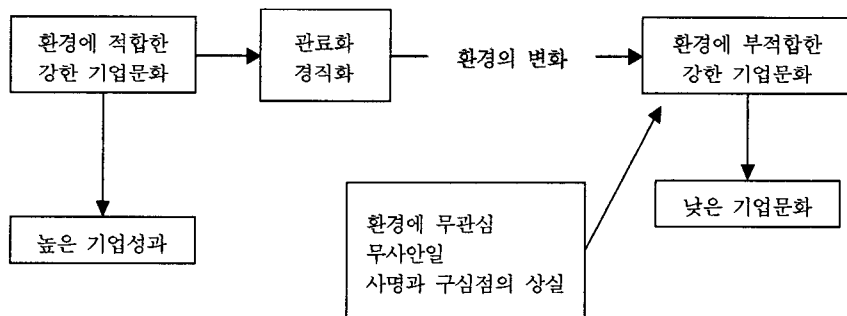 환경에 적합한
강한 기업문화
관료화
경직화
환경의 변화
환경에 부적합한
강한 기업문화
높은 기업성과
환경에 무관심
무사안일
사명과 구심점의 상실
낮은 기업문화